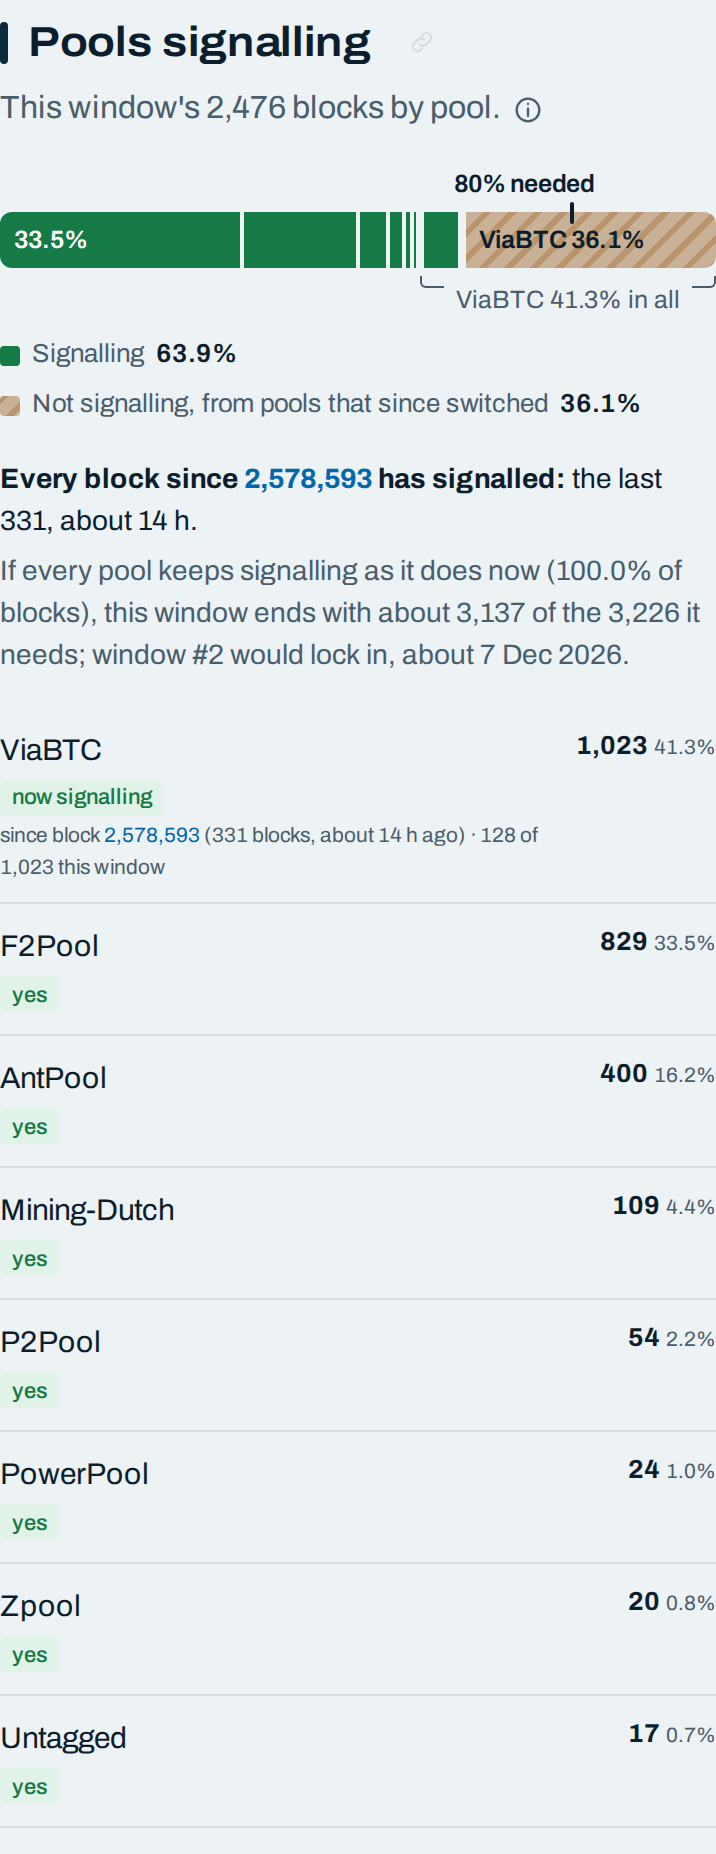 Pools signalling
This window's 2,476 blocks by pool.
80% needed
33.5%
ViaBTC 36.1%
ViaBTC 41.3% in all
Signalling 63.9%
Not signalling, from pools that since switched 36.1%
Every block since 2,578,593 has signalled: the last
331, about 14 h.
If every pool keeps signalling as it does now (100.0% of
blocks), this window ends with about 3,137 of the 3,226 it
needs; window #2 would lock in, about 7 Dec 2026.
ViaBTC 1,023 41.3%
now signalling
since block 2,578,593 (331 blocks, about 14 h ago) · 128 of
1,023 this window
F2Pool 829 33.5%
yes
AntPool 400 16.2%
yes
Mining-Dutch 109 4.4%
yes
P2Pool 54 2.2%
yes
PowerPool 24 1.0%
yes
Zpool 20 0.8%
yes
Untagged 17 0.7%
yes